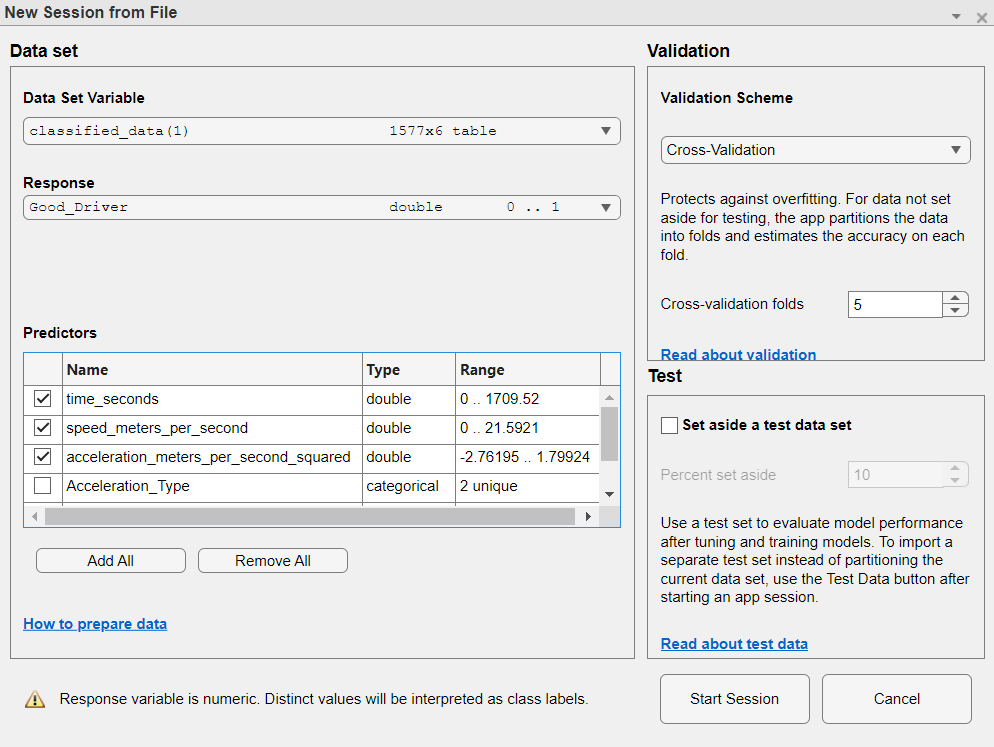 New Session from File
Data set
Data Set Variable
classified_data(1) 1577x6 table
Response
Good_Driver double 0 .. 1
Predictors
Name Type Range
time_seconds double 0 .. 1709.52
speed_meters_per_second double 0 .. 21.5921
acceleration_meters_per_second_squared double -2.76195 .. 1.79924
Acceleration_Type categorical 2 unique
Add All Remove All
How to prepare data
Response variable is numeric. Distinct values will be interpreted as class labels.
Validation
Validation Scheme
Cross-Validation
Protects against overfitting. For data not set
aside for testing, the app partitions the data
into folds and estimates the accuracy on each
fold.
Cross-validation folds 5
Read about validation
Test
Set aside a test data set
Percent set aside 10
Use a test set to evaluate model performance
after tuning and training models. To import a
separate test set instead of partitioning the
current data set, use the Test Data button after
starting an app session.
Read about test data
Start Session Cancel